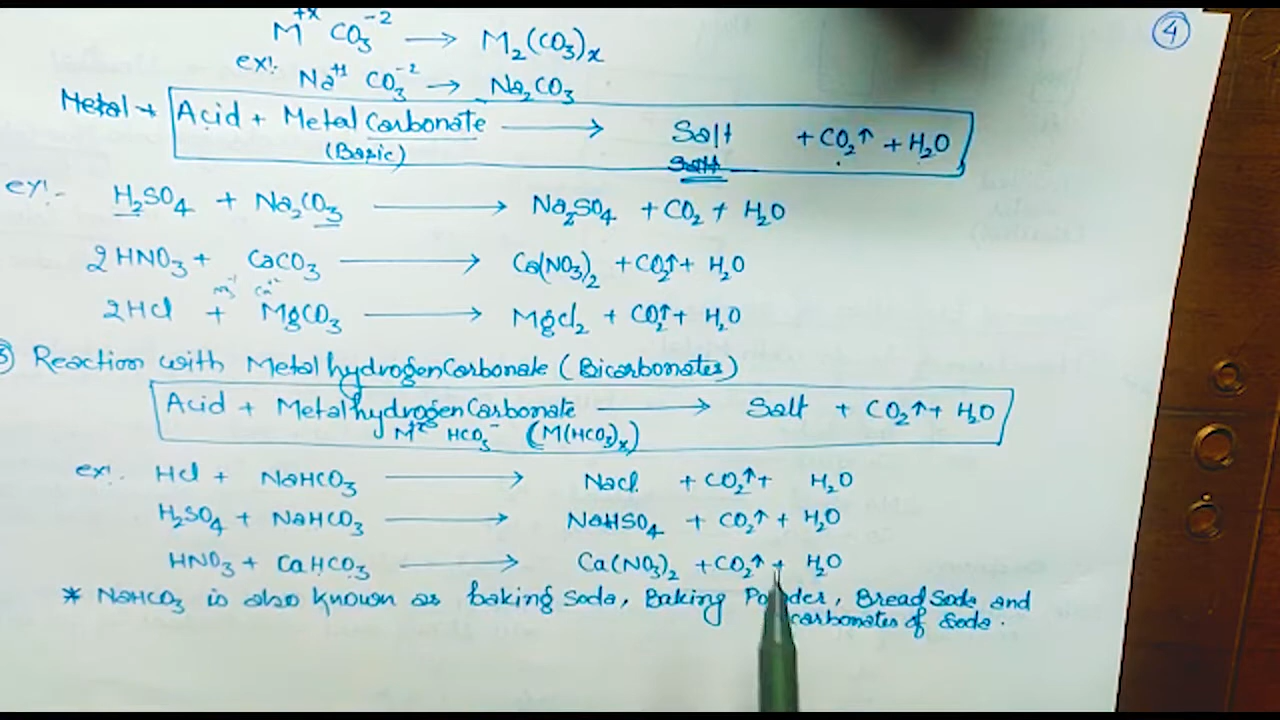 4
M⁺ˣ CO₃⁻² → M₂(CO₃)ₓ
ex:. Na⁺¹ CO₃⁻² → Na₂CO₃
Metal + Acid + Metal Carbonate → Salt + CO₂↑ + H₂O
(Basic)
ex:- H₂SO₄ + Na₂CO₃ → Na₂SO₄ + CO₂ + H₂O
2HNO₃ + CaCO₃ → Ca(NO₃)₂ + CO₂↑ + H₂O
2HCl + MgCO₃ → MgCl₂ + CO₂↑ + H₂O
Reaction with Metal hydrogen Carbonate (Bicarbonates)
Acid + Metal hydrogen Carbonate → Salt + CO₂↑ + H₂O
HCO₃⁻ (M(HCO₃)ₓ)
ex:. HCl + NaHCO₃ → NaCl + CO₂↑ + H₂O
H₂SO₄ + NaHCO₃ → NaHSO₄ + CO₂↑ + H₂O
HNO₃ + CaHCO₃ → Ca(NO₃)₂ + CO₂↑ + H₂O
* NaHCO₃ is also known as baking Soda, Baking Powder, Bread Soda and
carbonates of Soda.